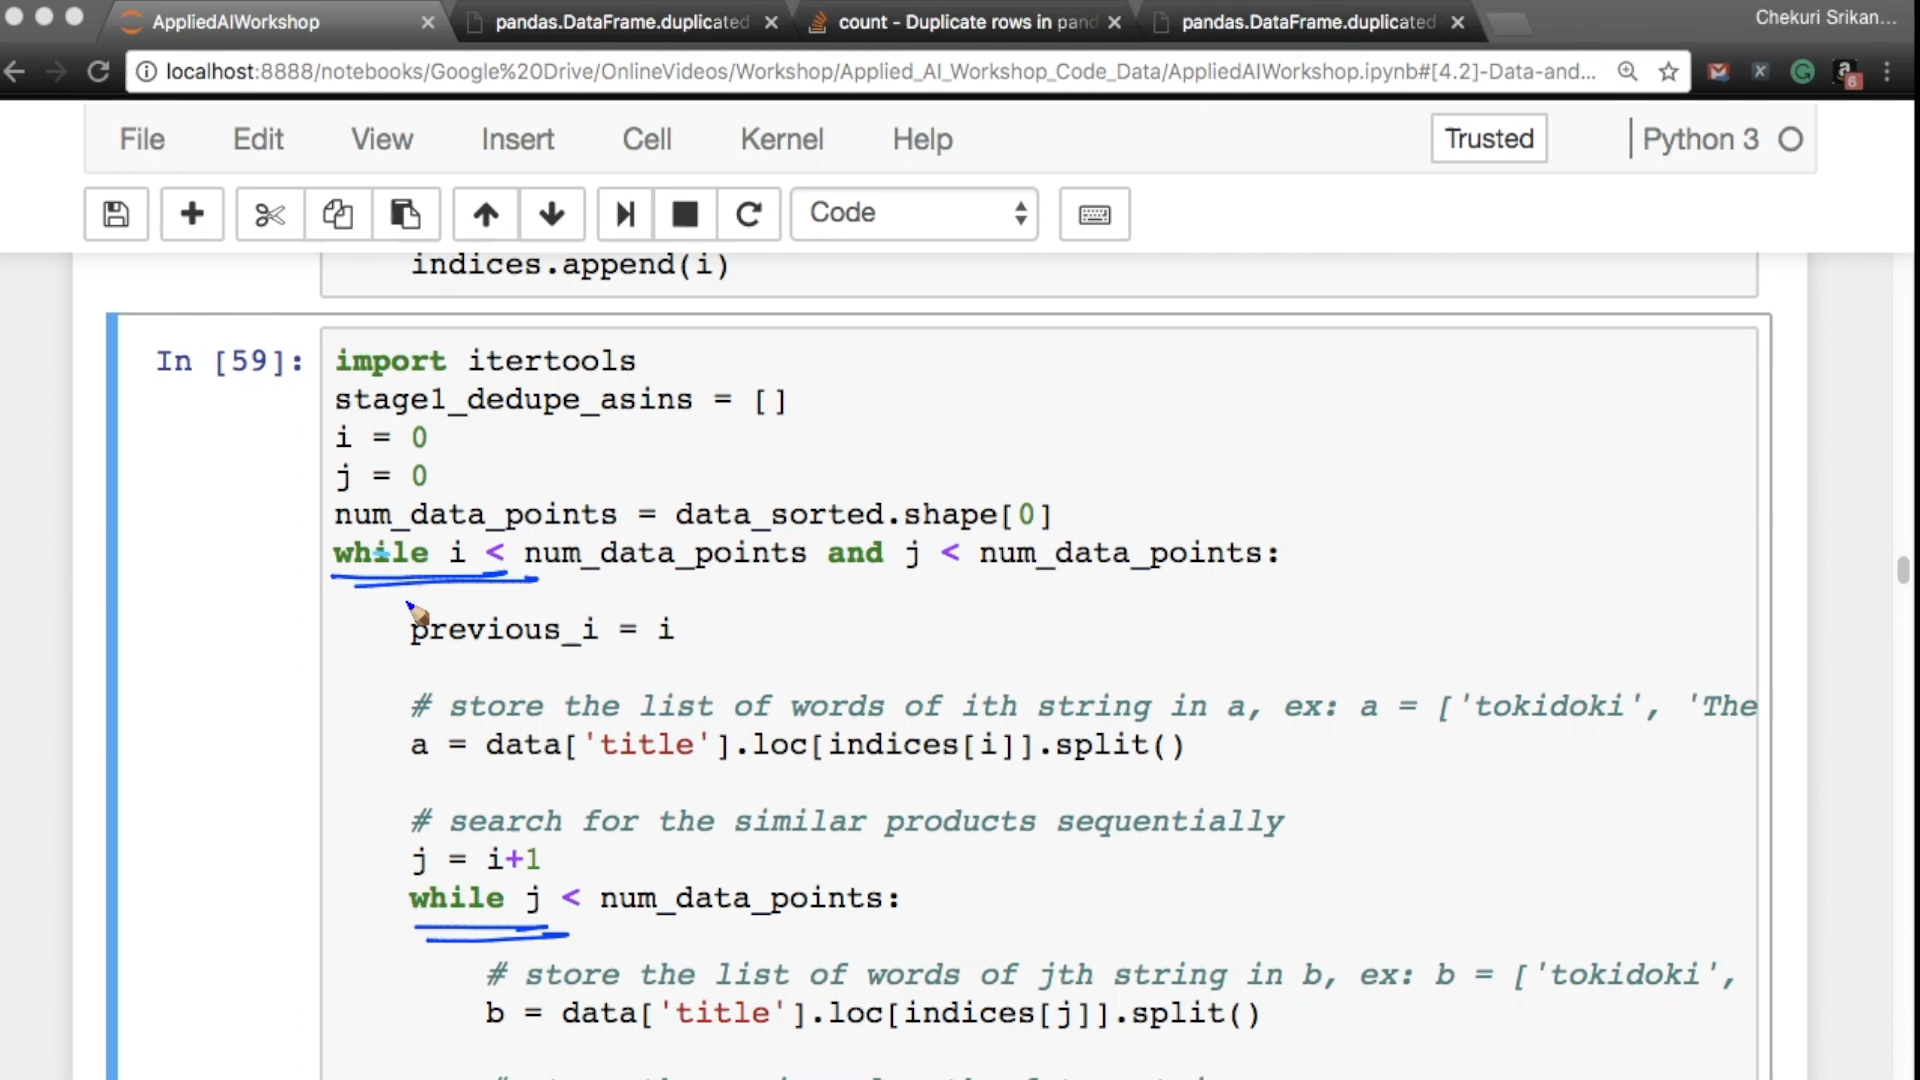 AppliedAIWorkshop
pandas.DataFrame.duplicated
count - Duplicate rows in pand
pandas.DataFrame.duplicated
Chekuri Srikan...
localhost:8888/notebooks/Google%20Drive/OnlineVideos/Workshop/Applied_AI_Workshop_Code_Data/AppliedAIWorkshop.ipynb#[4.2]-Data-and...
6
File Edit View Insert Cell Kernel Help
Trusted
Python 3
Code
indices.append(i)
In [59]:
import itertools
stage1_dedupe_asins = []
i = 0
j = 0
num_data_points = data_sorted.shape[0]
while i < num_data_points and j < num_data_points:
previous_i = i
# store the list of words of ith string in a, ex: a = ['tokidoki', 'The
a = data['title'].loc[indices[i]].split()
# search for the similar products sequentially
j = i+1
while j < num_data_points:
# store the list of words of jth string in b, ex: b = ['tokidoki',
b = data['title'].loc[indices[j]].split()